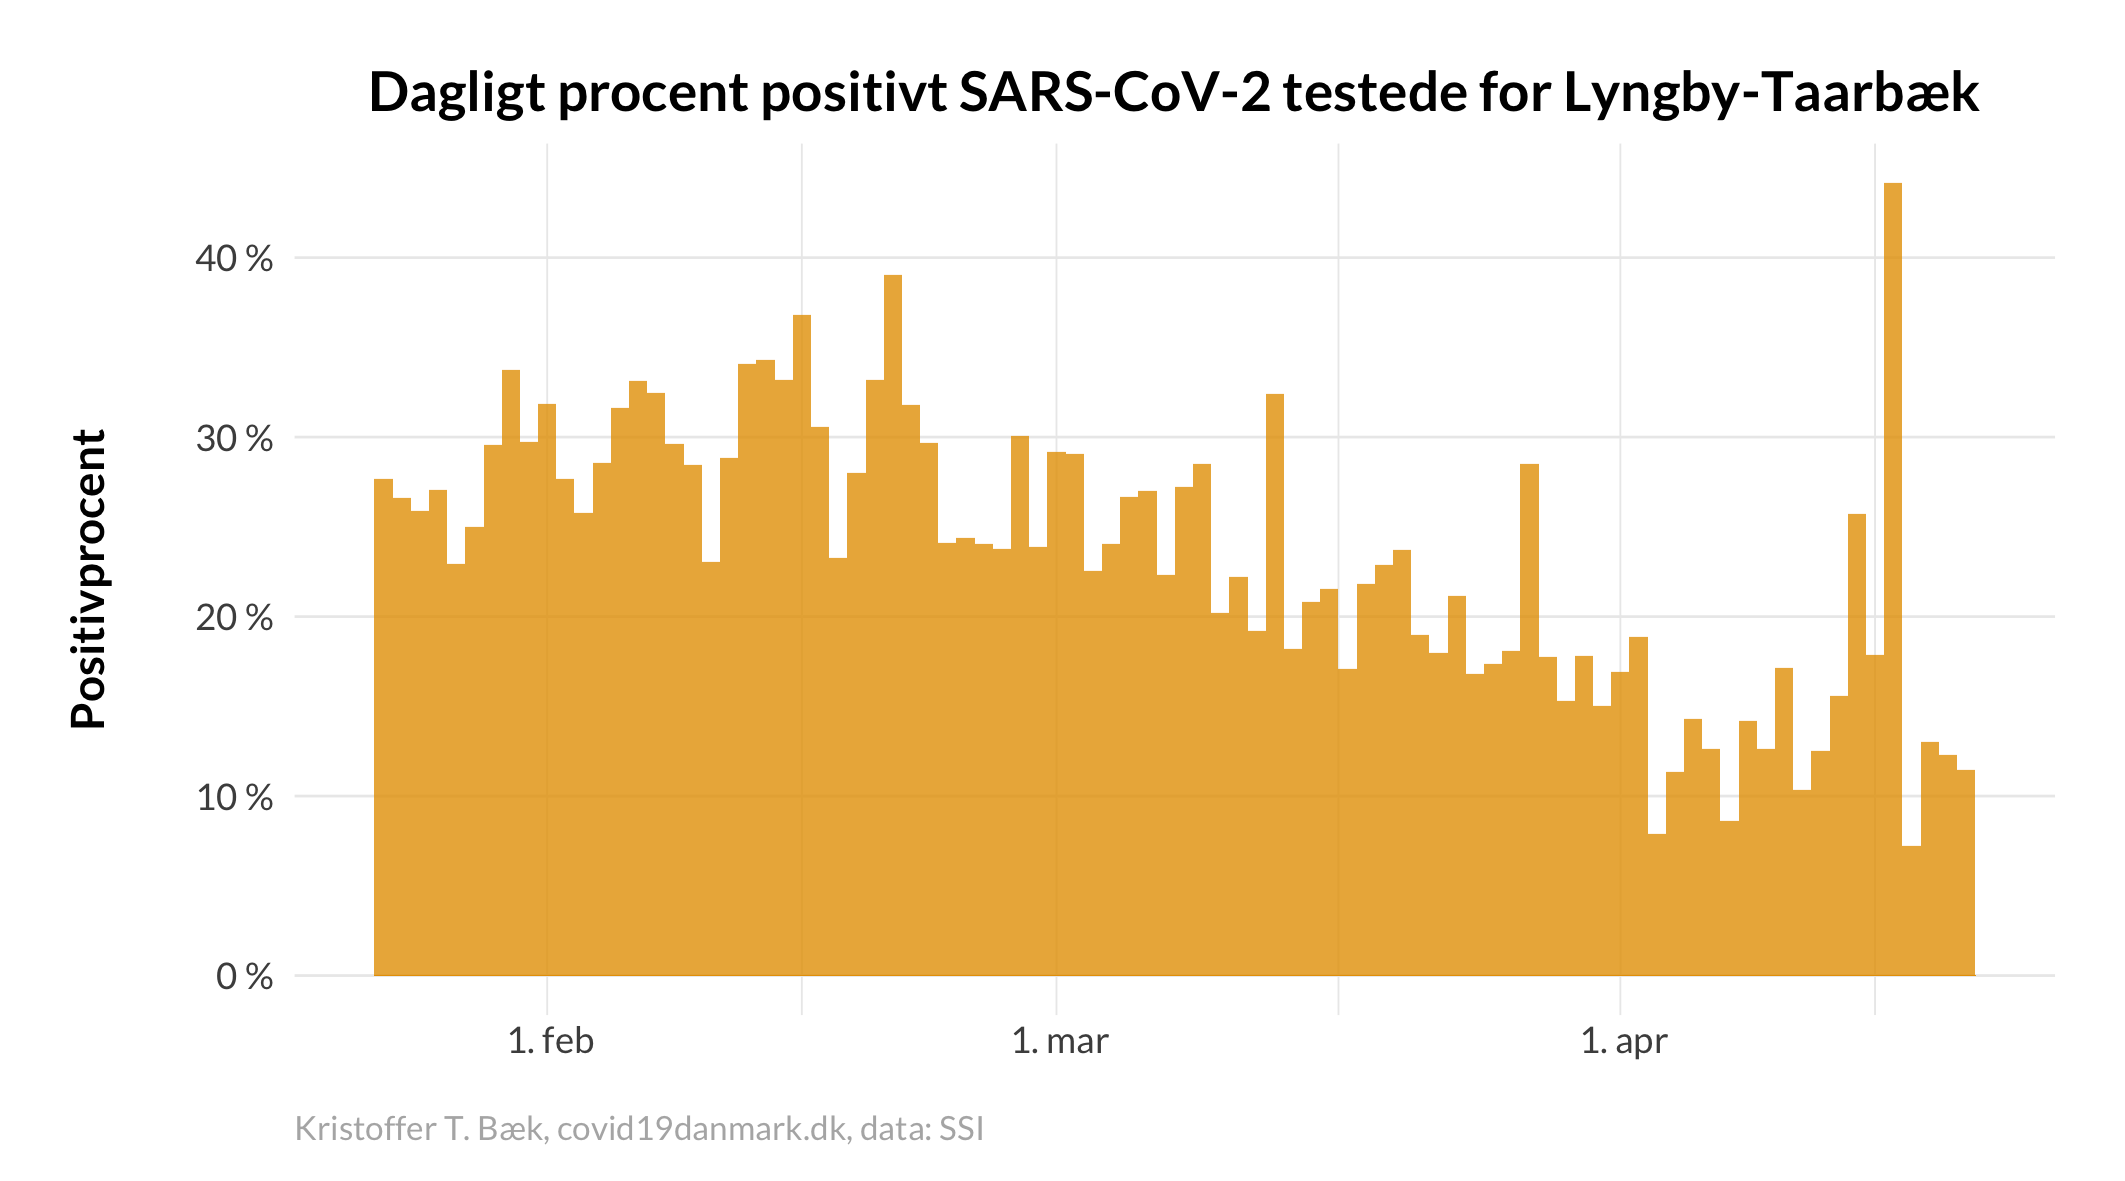 Dagligt procent positivt SARS-CoV-2 testede for Lyngby-Taarbæk
Positivprocent
40 %
30 %
20 %
10 %
0 %
1. feb
1. mar
1. apr
Kristoffer T. Bæk, covid19danmark.dk, data: SSI